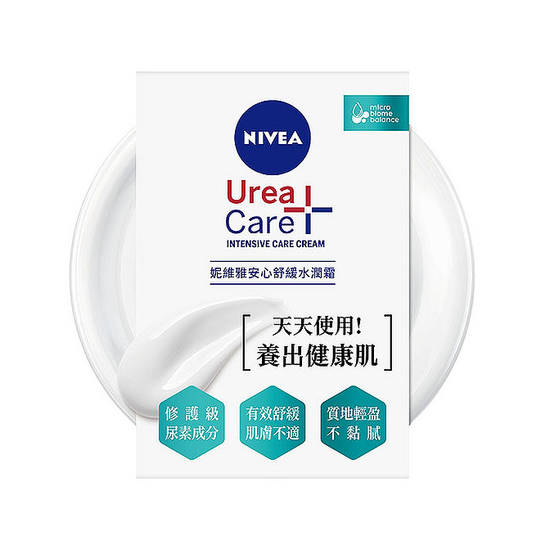 micro
biome
balance
NIVEA
Urea
Care+
INTENSIVE CARE CREAM
妮維雅安心舒緩水潤霜
天天使用!
養出健康肌
修護級
尿素成分
有效舒緩
肌膚不適
質地輕盈
不黏膩